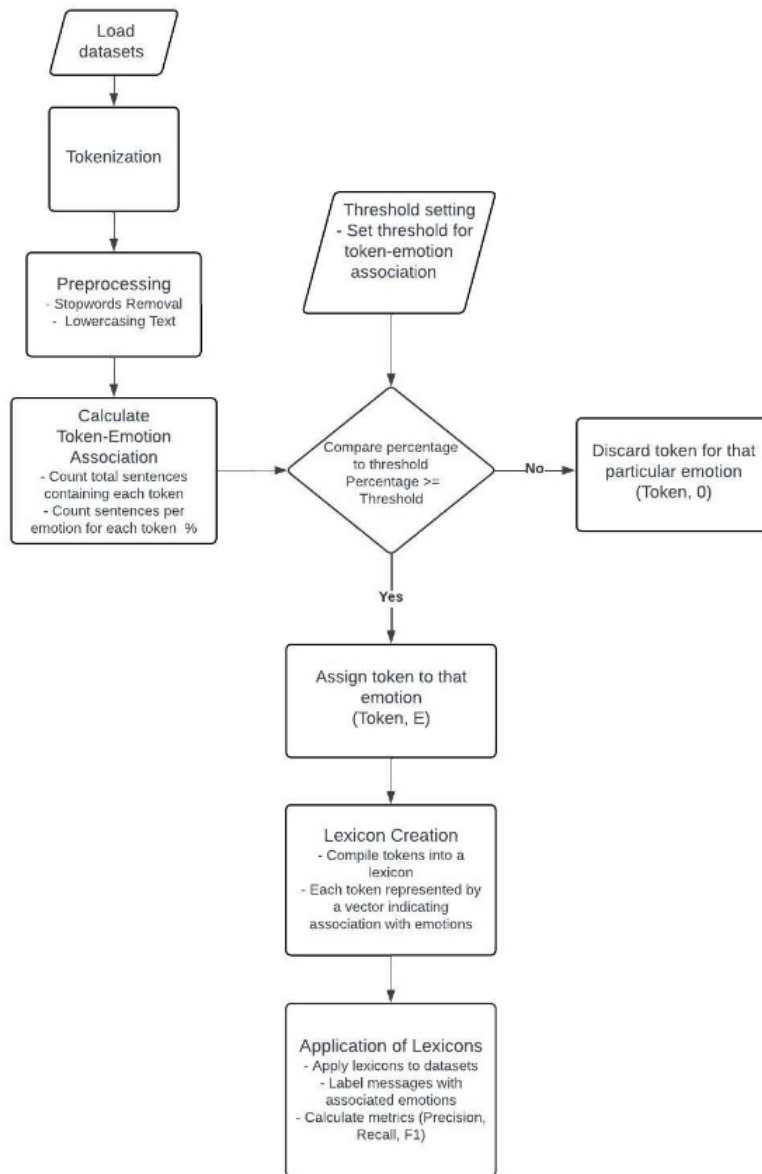 Load
datasets
Tokenization
Preprocessing
- Stopwords Removal
- Lowercasing Text
Calculate
Token-Emotion
Association
- Count total sentences
containing each token
- Count sentences per
emotion for each token %
Threshold setting
- Set threshold for
token-emotion
association
Compare percentage
to threshold
Percentage >=
Threshold
No
Discard token for that
particular emotion
(Token, 0)
Yes
Assign token to that
emotion
(Token, E)
Lexicon Creation
- Compile tokens into a
lexicon
- Each token represented by
a vector indicating
association with emotions
Application of Lexicons
- Apply lexicons to datasets
- Label messages with
associated emotions
- Calculate metrics (Precision,
Recall, F1)